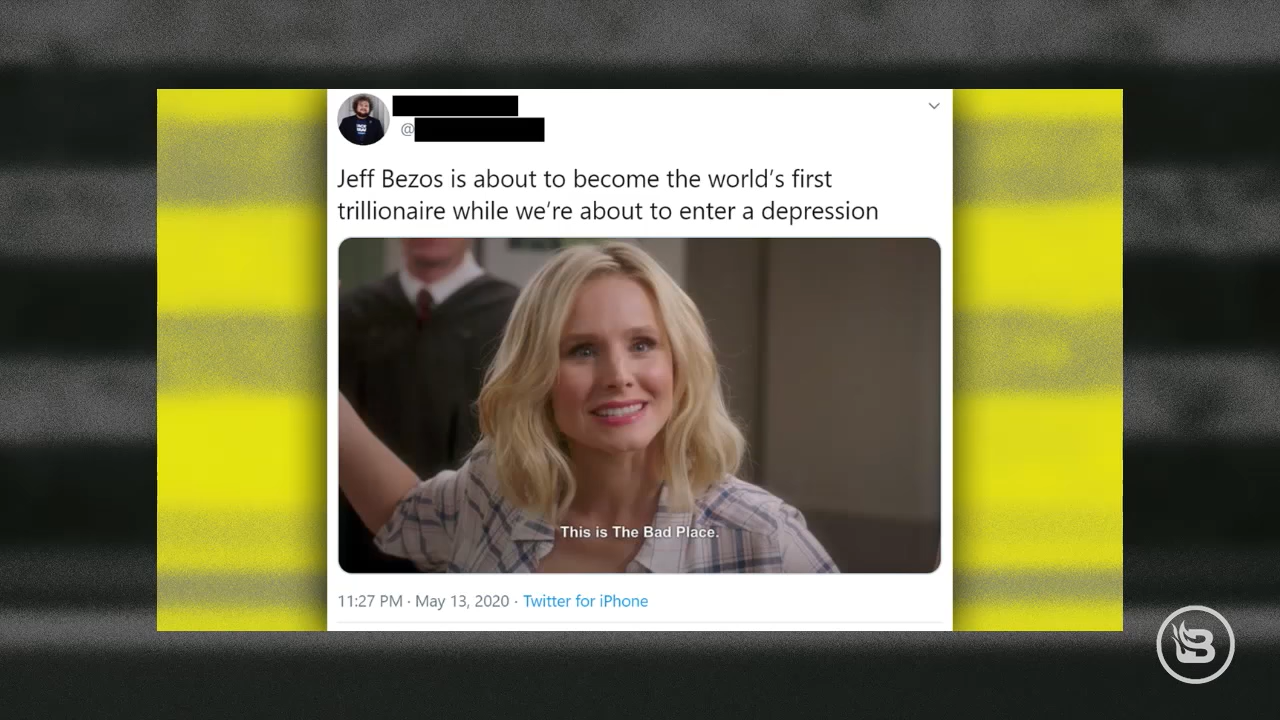 @
Jeff Bezos is about to become the world's first
trillionaire while we're about to enter a depression
This is The Bad Place.
11:27 PM · May 13, 2020 · Twitter for iPhone
B